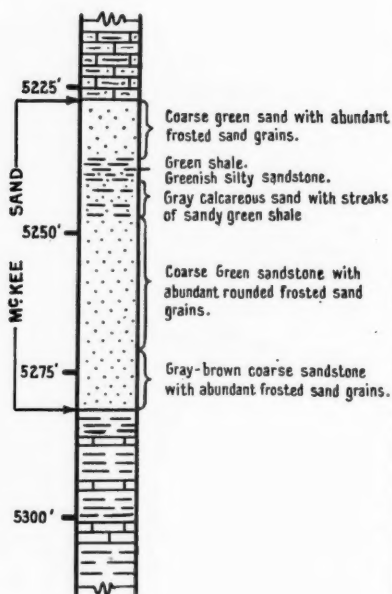 5225'
Coarse green sand with abundant
frosted sand grains.
Green shale.
Greenish silty sandstone.
Gray calcareous sand with streaks
of sandy green shale
McKEE SAND
5250'
Coarse Green sandstone with
abundant rounded frosted sand
grains.
5275'
Gray-brown coarse sandstone
with abundant frosted sand grains.
5300'